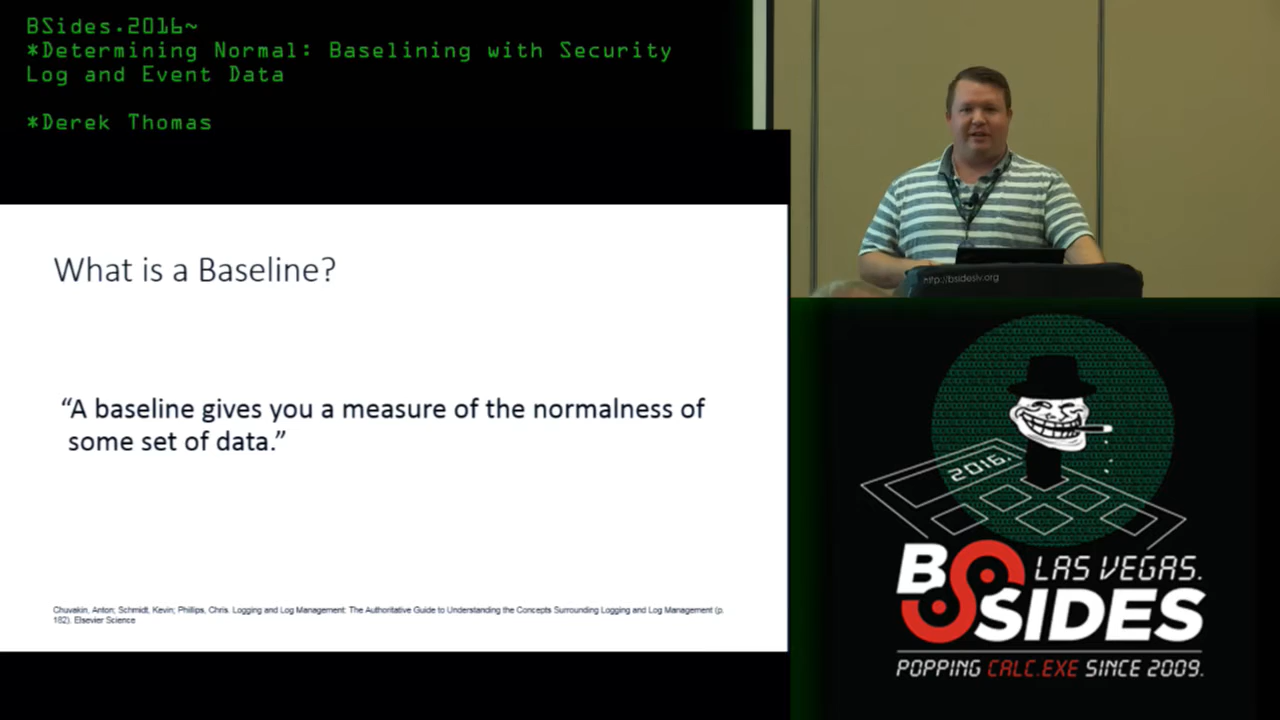 BSides.2016~
*Determining Normal: Baselining with Security
Log and Event Data
*Derek Thomas
What is a Baseline?
“A baseline gives you a measure of the normalness of
some set of data.”
Chuvakin, Anton; Schmidt, Kevin; Phillips, Chris. Logging and Log Management: The Authoritative Guide to Understanding the Concepts Surrounding Logging and Log Management (p.
182). Elsevier Science
http://bsideslv.org
2016.
BSIDES
LAS VEGAS.
POPPING CALC.EXE SINCE 2009.